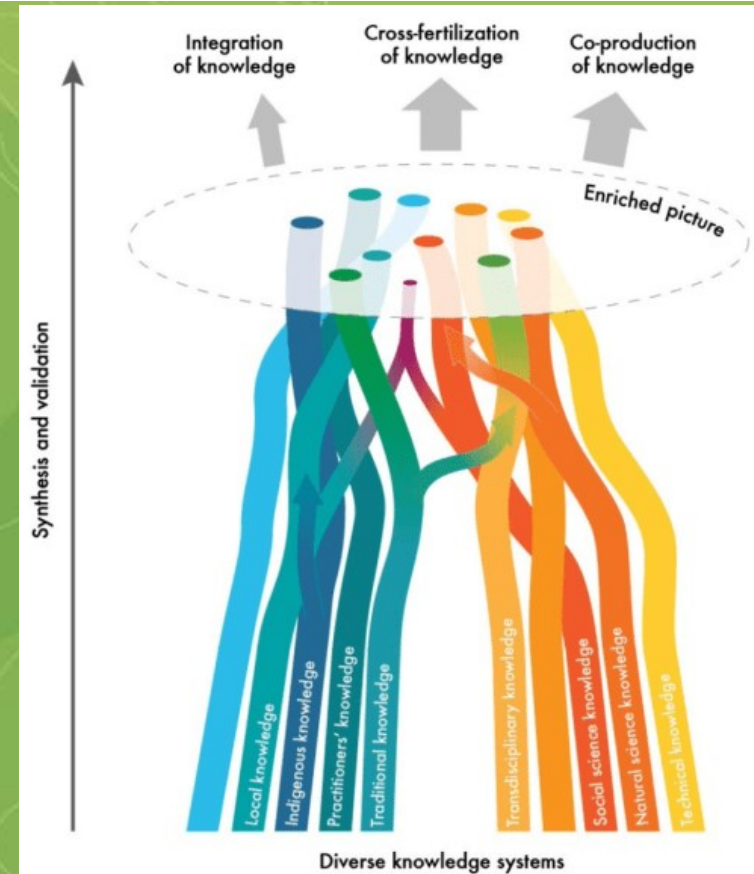 Integration
of knowledge
Cross-fertilization
of knowledge
Co-production
of knowledge
Enriched picture
Synthesis and validation
Local knowledge
Indigenous knowledge
Practitioners' knowledge
Traditional knowledge
Transdisciplinary knowledge
Social science knowledge
Natural science knowledge
Technical knowledge
Diverse knowledge systems